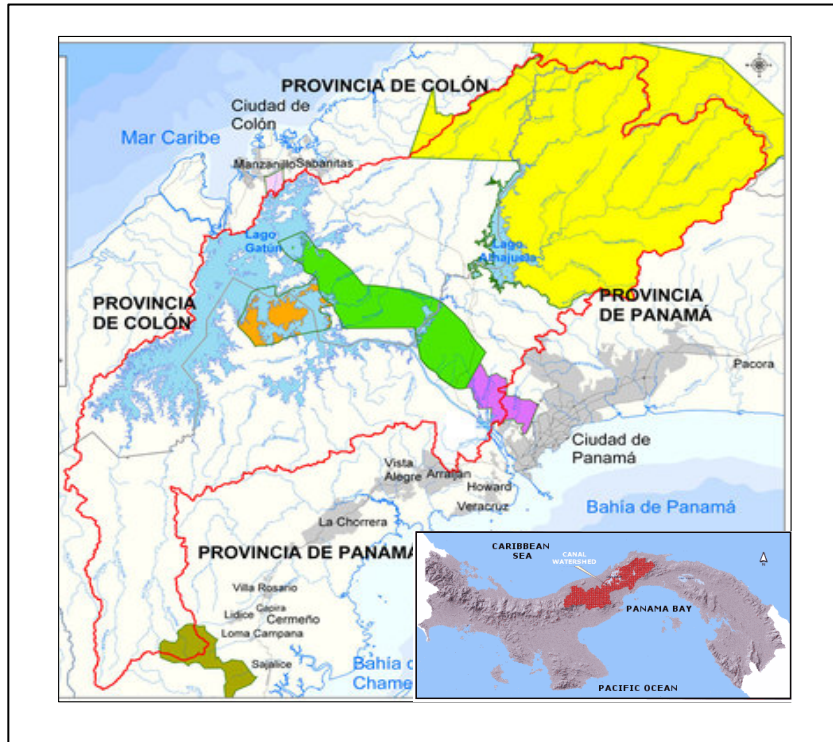 PROVINCIA DE COLÓN
Ciudad de
Colón
Mar Caribe
Manzanillo
Sabanitas
Lago
Gatún
Lago
Alhajuela
PROVINCIA
DE COLÓN
PROVINCIA
DE PANAMÁ
Pacora
Ciudad de
Panamá
Vista
Alegre
Arraiján
Howard
Veracruz
Bahía de Panamá
La Chorrera
PROVINCIA DE PANAMÁ
Villa Rosario
Capira
Lidice
Cermeño
Loma Campana
Sajalice
Bahía d
Chame
CARIBBEAN
SEA
CANAL
WATERSHED
N
PANAMA BAY
PACIFIC OCEAN